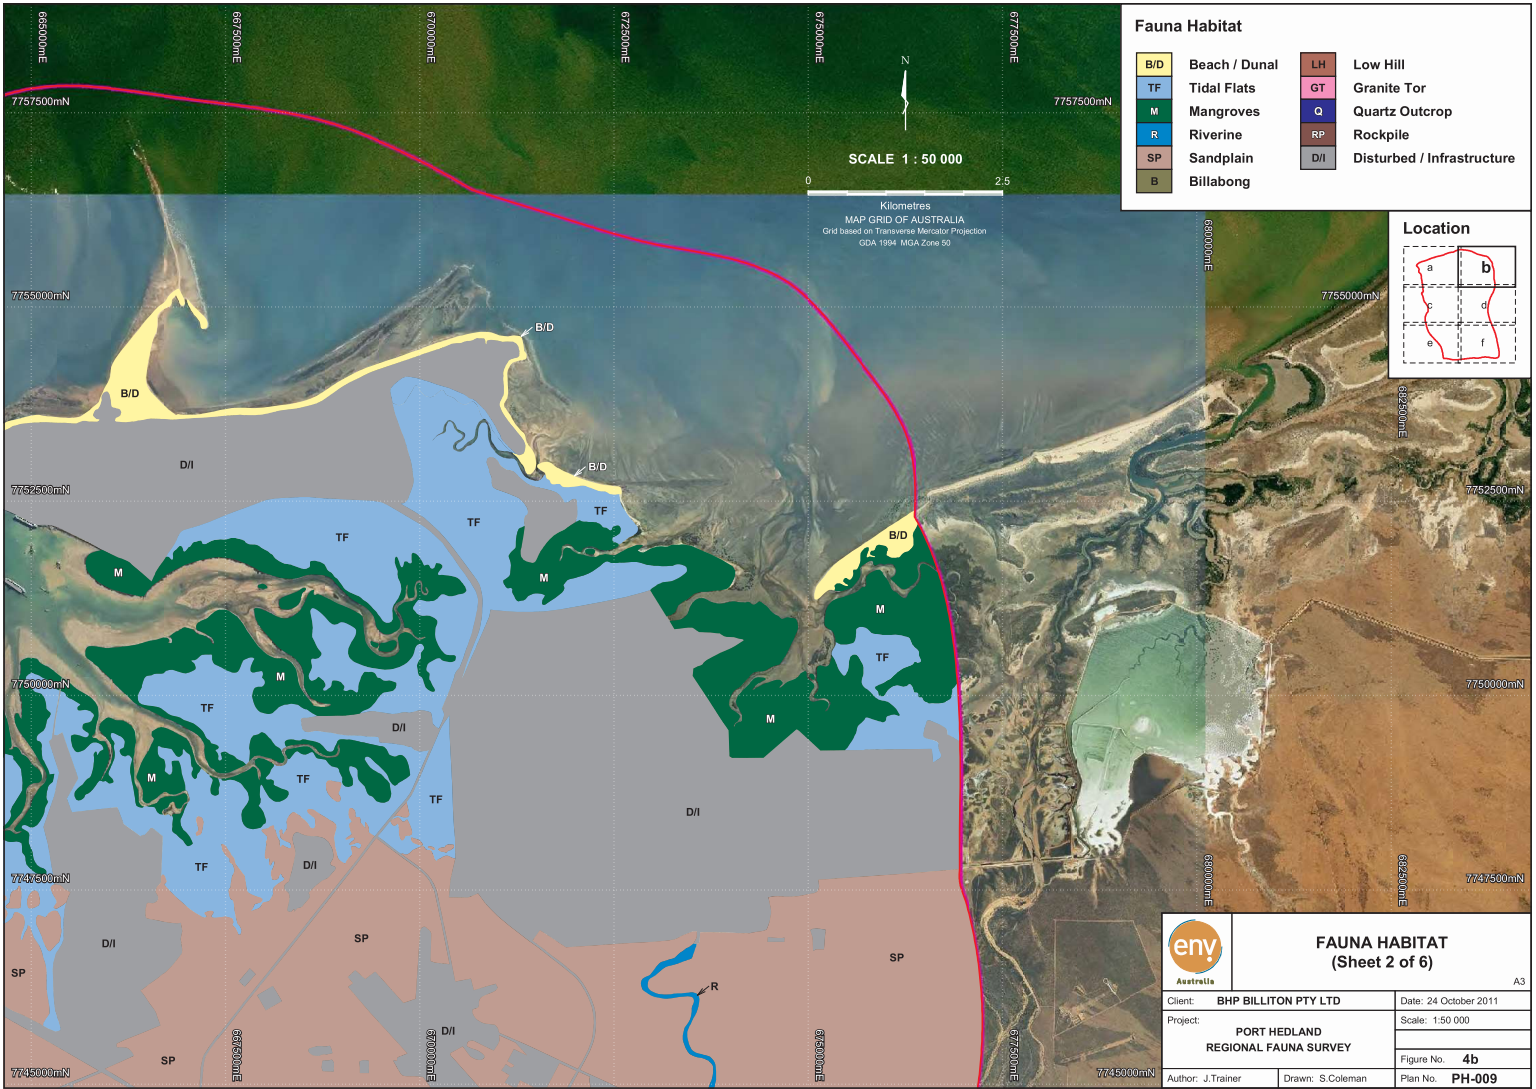 665000mE
667500mE
670000mE
672500mE
675000mE
677500mE
7757500mN
7757500mN
N
SCALE 1 : 50 000
0 2.5
Kilometres
MAP GRID OF AUSTRALIA
Grid based on Transverse Mercator Projection
GDA 1994 MGA Zone 50
Fauna Habitat
B/D Beach / Dunal
TF Tidal Flats
M Mangroves
R Riverine
SP Sandplain
B Billabong
LH Low Hill
GT Granite Tor
Q Quartz Outcrop
RP Rockpile
D/I Disturbed / Infrastructure
Location
a
b
c
d
e
f
680000mE
7755000mN
7755000mN
B/D
B/D
682500mE
D/I
B/D
7752500mN
7752500mN
TF
TF
TF
B/D
M
M
M
TF
M
7750000mN
7750000mN
TF
M
D/I
M
TF
TF
D/I
TF
D/I
7747500mN
680000mE
682500mE
7747500mN
SP
D/I
SP
SP
R
D/I
SP
667500mE
670000mE
675000mE
677500mE
7745000mN
7745000mN
env
Australia
FAUNA HABITAT
(Sheet 2 of 6)
A3
Client: BHP BILLITON PTY LTD
Date: 24 October 2011
Project:
PORT HEDLAND
REGIONAL FAUNA SURVEY
Scale: 1:50 000
Figure No. 4b
Author: J.Trainer
Drawn: S.Coleman
Plan No. PH-009